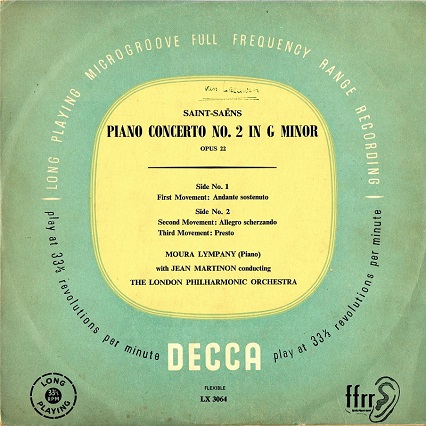 LONG PLAYING MICROGROOVE FULL FREQUENCY RANGE RECORDING
SAINT-SAËNS
PIANO CONCERTO NO. 2 IN G MINOR
OPUS 22
Side No. 1
First Movement: Andante sostenuto
Side No. 2
Second Movement: Allegro scherzando
Third Movement: Presto
MOURA LYMPANY (Piano)
with JEAN MARTINON conducting
THE LONDON PHILHARMONIC ORCHESTRA
play at 33⅓ revolutions per minute
DECCA
play at 33⅓ revolutions per minute
FLEXIBLE
LX 3064
LONG
33⅓
RPM
PLAYING
ffrr